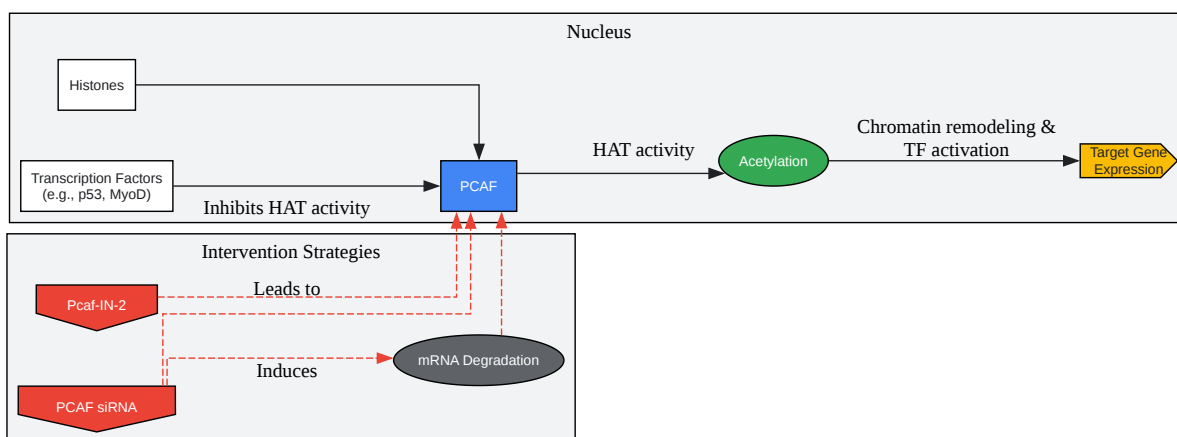 Nucleus
Histones
Transcription Factors
(e.g., p53, MyoD)
Inhibits HAT activity
PCAF
HAT activity
Acetylation
Chromatin remodeling &
TF activation
Target Gene
Expression
Intervention Strategies
Pcaf-IN-2
Leads to
mRNA Degradation
Induces
PCAF siRNA